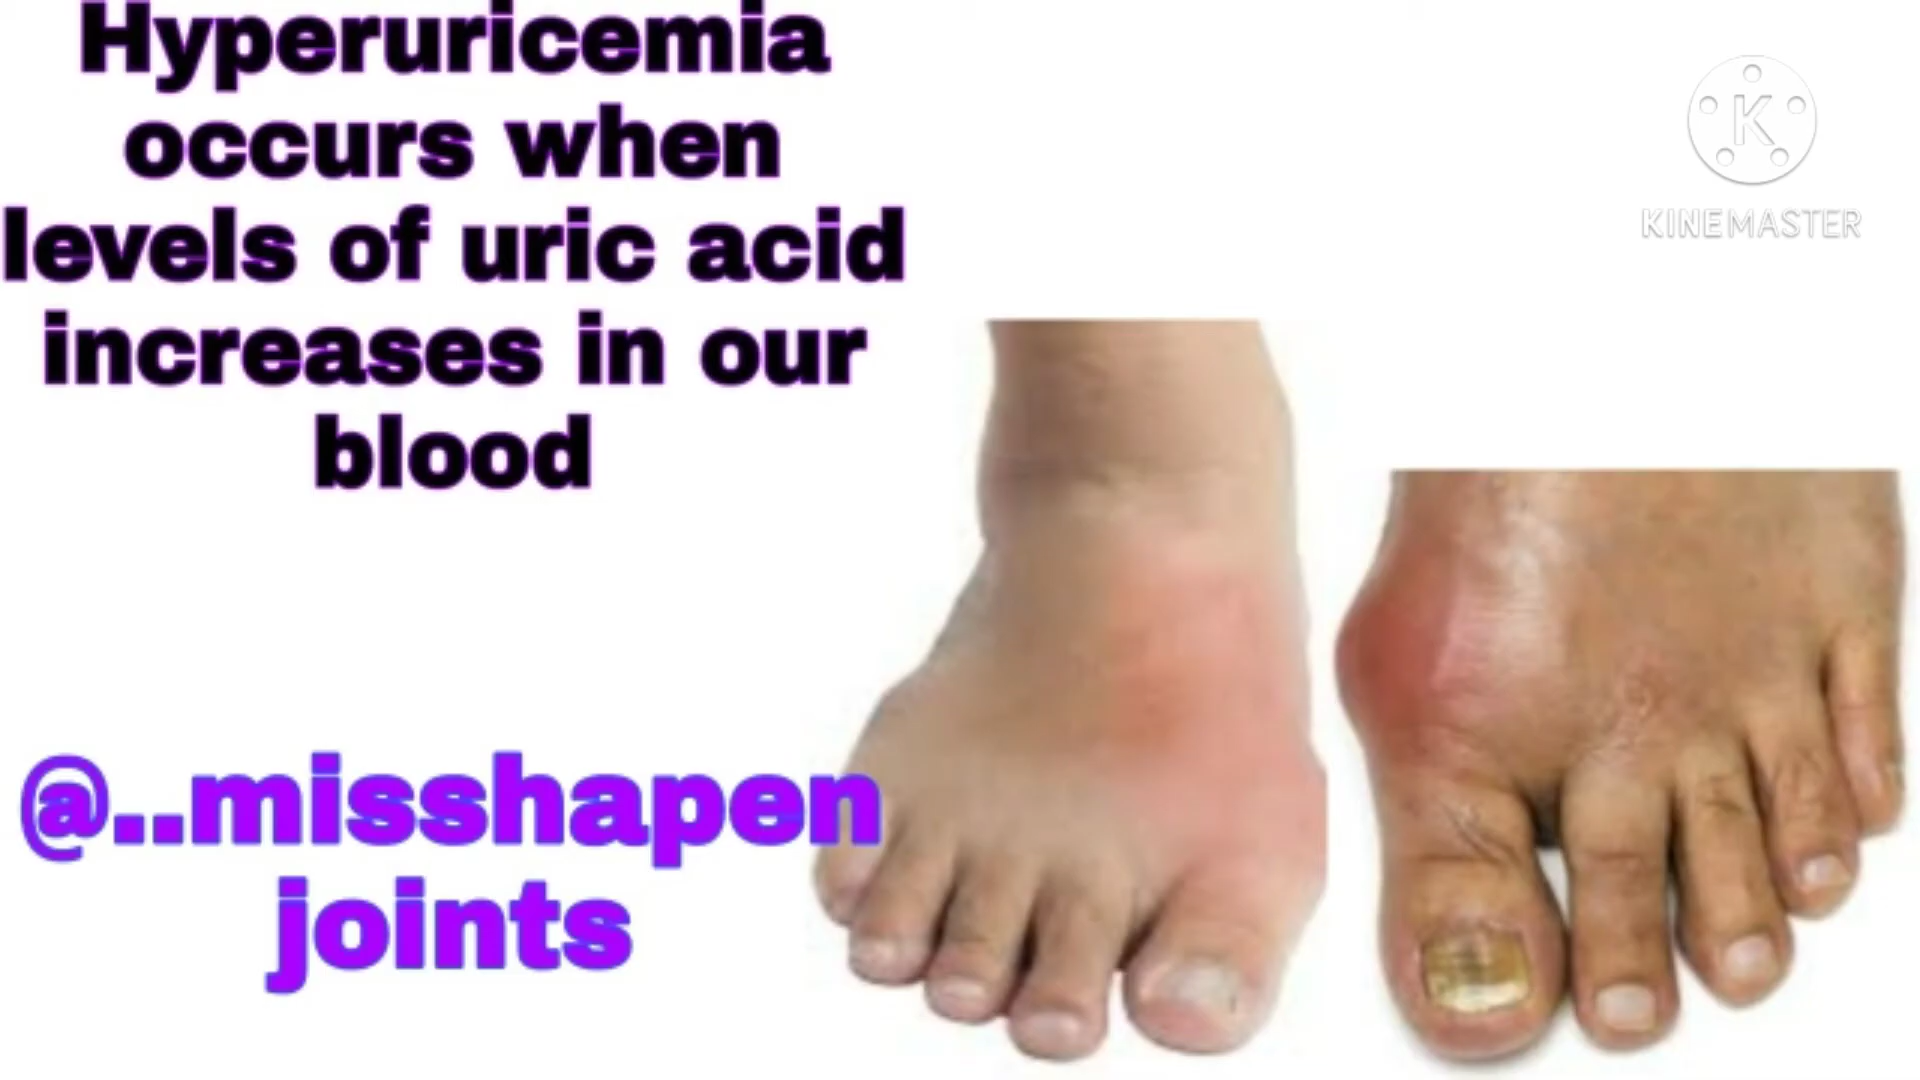 Hyperuricemia
occurs when
levels of uric acid
increases in our
blood
@..misshapen
joints
K
KINEMASTER